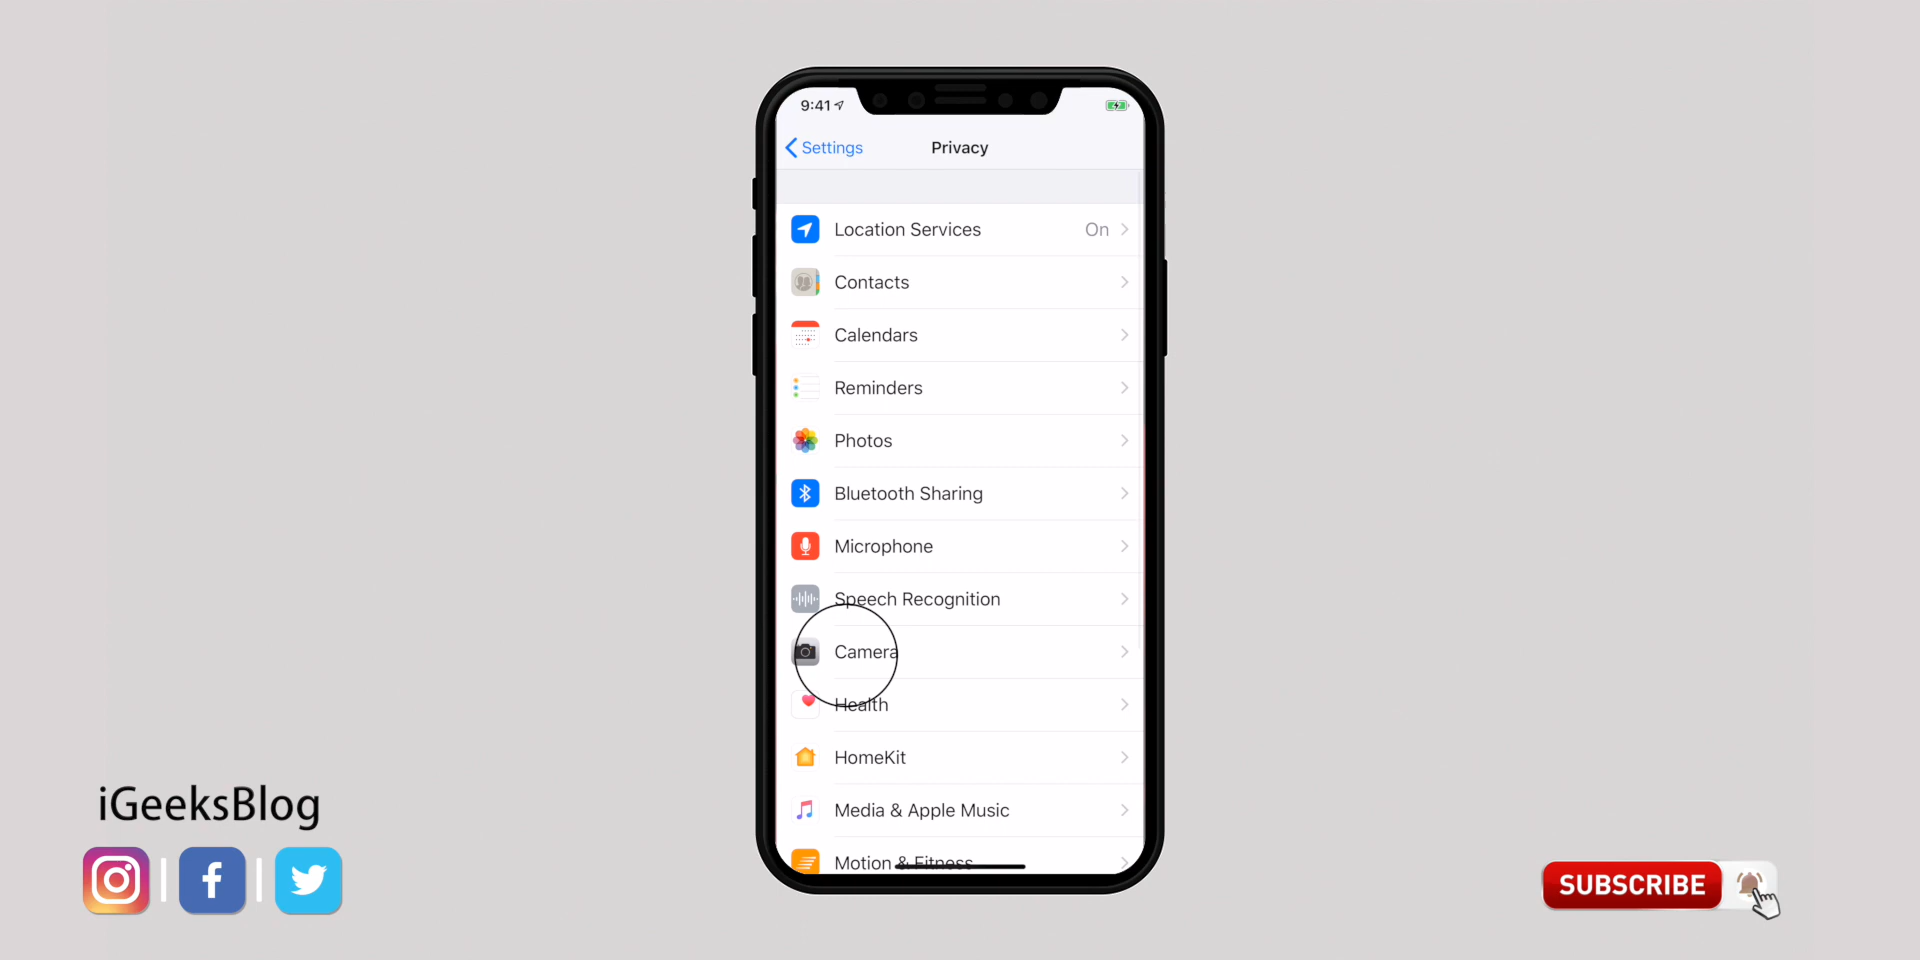 9:41
Settings
Privacy
Location Services On
Contacts
Calendars
Reminders
Photos
Bluetooth Sharing
Microphone
Speech Recognition
Camera
Health
HomeKit
Media & Apple Music
Motion & Fitness
iGeeksBlog
SUBSCRIBE